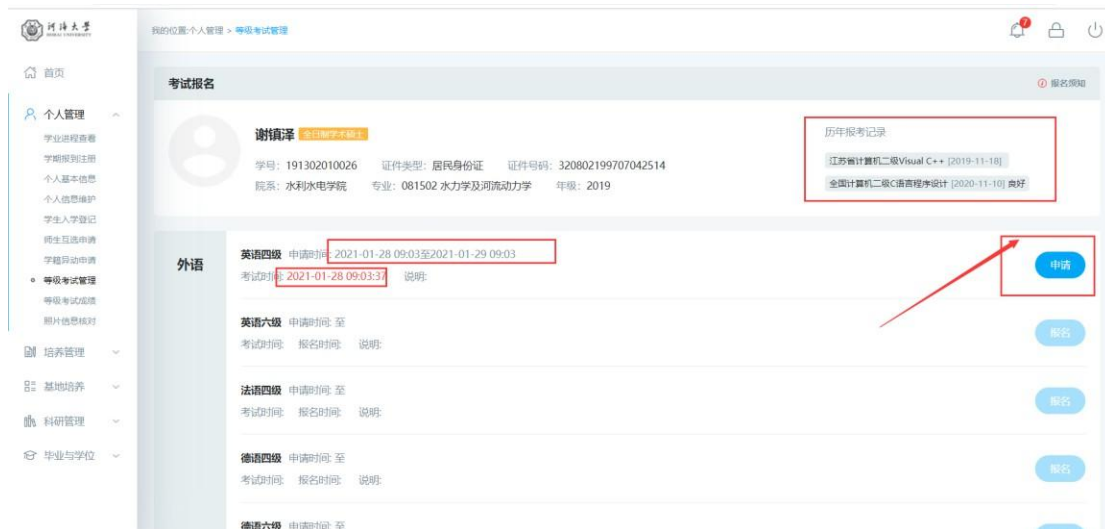 河海大学
HOHAI UNIVERSITY
我的位置:个人管理 > 等级考试管理
7
首页
个人管理
学业进程查看
学期报到注册
个人基本信息
个人信息维护
学生入学登记
师生互选申请
学籍异动申请
等级考试管理
等级考试成绩
照片信息核对
培养管理
基地培养
科研管理
毕业与学位
考试报名
报名须知
谢镇泽 全日制学术硕士
学号: 191302010026 证件类型: 居民身份证 证件号码: 320802199707042514
院系: 水利水电学院 专业: 081502 水力学及河流动力学 年级: 2019
历年报考记录
江苏省计算机二级Visual C++ [2019-11-18]
全国计算机二级C语言程序设计 [2020-11-10] 良好
外语
英语四级 申请时间: 2021-01-28 09:03至2021-01-29 09:03
考试时间: 2021-01-28 09:03:37 说明:
申请
英语六级 申请时间: 至
考试时间: 报名时间: 说明:
报名
法语四级 申请时间: 至
考试时间: 报名时间: 说明:
报名
德语四级 申请时间: 至
考试时间: 报名时间: 说明:
报名
德语六级 申请时间: 至